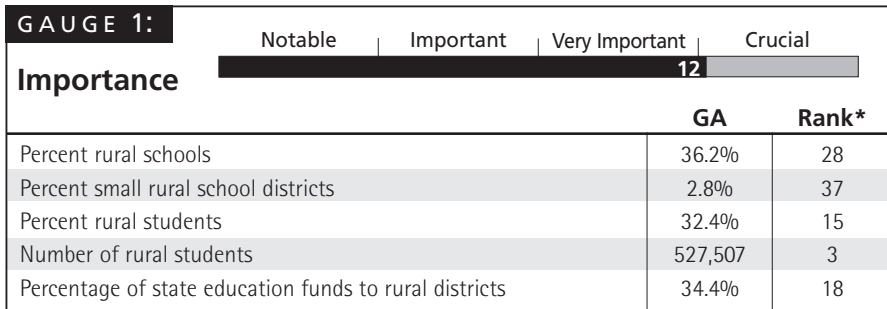 GAUGE 1:
Notable Important Very Important Crucial
12
Importance
GA Rank*
Percent rural schools 36.2% 28
Percent small rural school districts 2.8% 37
Percent rural students 32.4% 15
Number of rural students 527,507 3
Percentage of state education funds to rural districts 34.4% 18